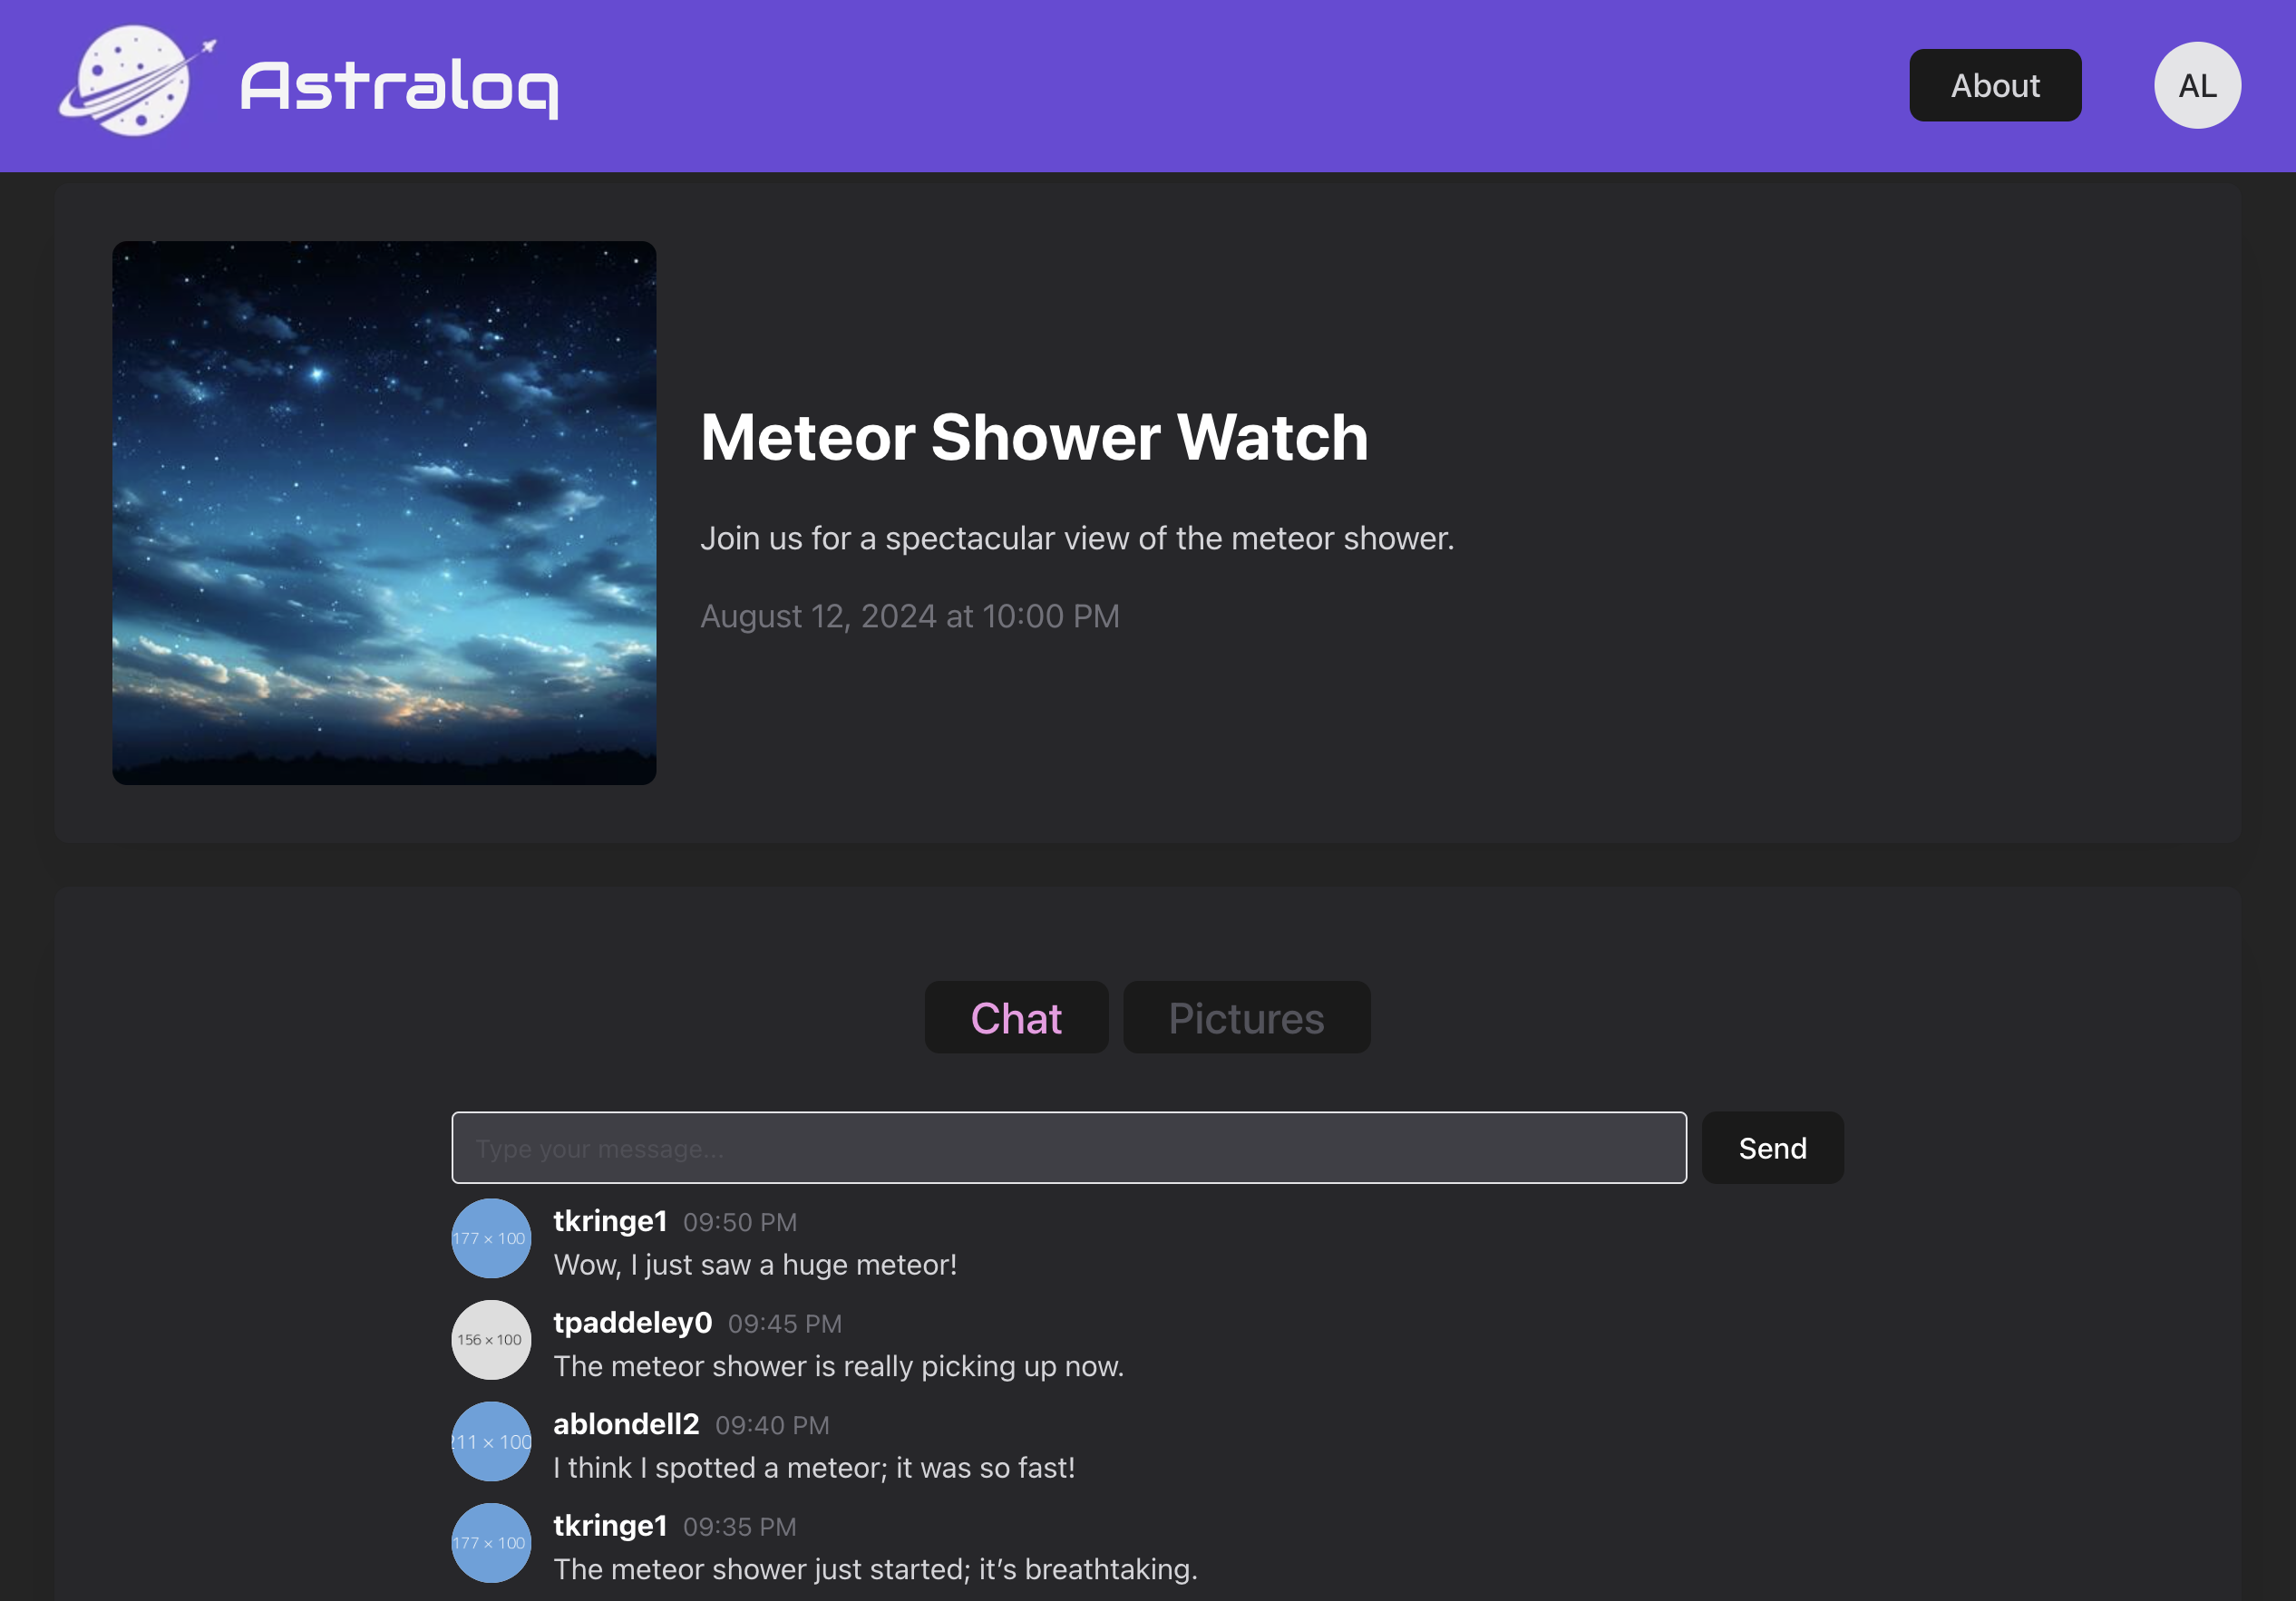 Astraloq
About
AL
Meteor Shower Watch
Join us for a spectacular view of the meteor shower.
August 12, 2024 at 10:00 PM
Chat
Pictures
Type your message...
Send
177 × 100
tkringe1 09:50 PM
Wow, I just saw a huge meteor!
156 × 100
tpaddeley0 09:45 PM
The meteor shower is really picking up now.
211 × 100
ablondell2 09:40 PM
I think I spotted a meteor; it was so fast!
177 × 100
tkringe1 09:35 PM
The meteor shower just started; it’s breathtaking.